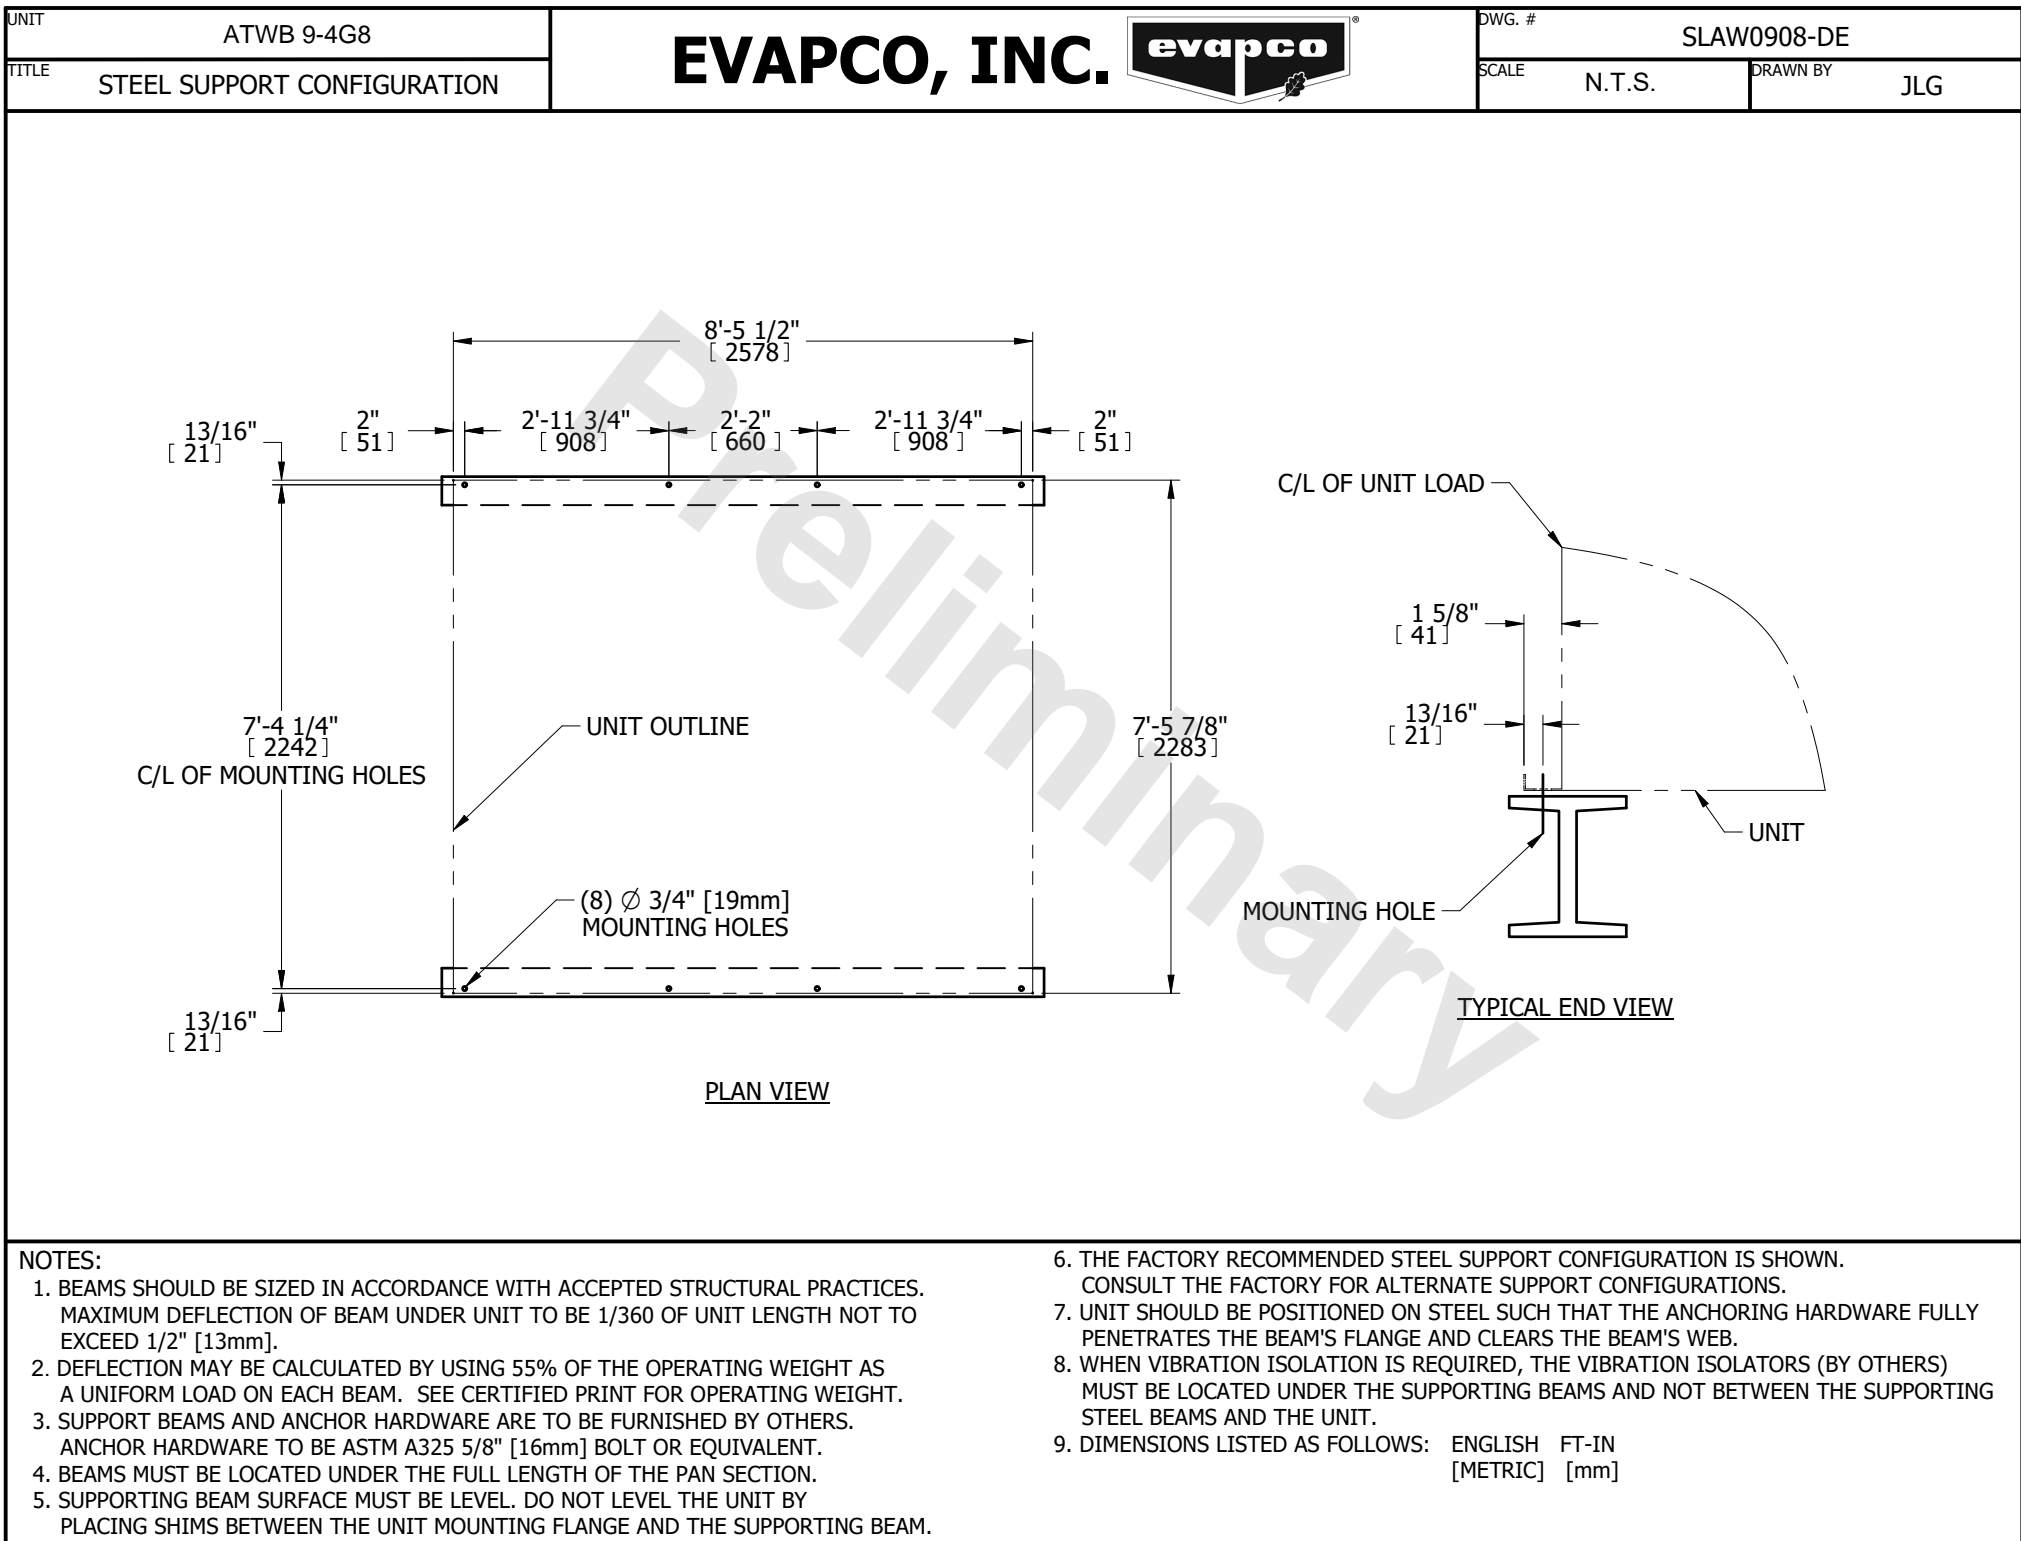 UNIT
ATWB 9-4G8
TITLE
STEEL SUPPORT CONFIGURATION
EVAPCO, INC.
evapco
®
DWG. #
SLAW0908-DE
SCALE
N.T.S.
DRAWN BY
JLG
Preliminary
8'-5 1/2"
[ 2578 ]
13/16"
[ 21 ]
2"
[ 51 ]
2'-11 3/4"
[ 908 ]
2'-2"
[ 660 ]
2'-11 3/4"
[ 908 ]
2"
[ 51 ]
7'-4 1/4"
[ 2242 ]
C/L OF MOUNTING HOLES
UNIT OUTLINE
7'-5 7/8"
[ 2283 ]
(8) Ø 3/4" [19mm]
MOUNTING HOLES
13/16"
[ 21 ]
PLAN VIEW
C/L OF UNIT LOAD
1 5/8"
[ 41 ]
13/16"
[ 21 ]
UNIT
MOUNTING HOLE
TYPICAL END VIEW
NOTES:
1. BEAMS SHOULD BE SIZED IN ACCORDANCE WITH ACCEPTED STRUCTURAL PRACTICES.
MAXIMUM DEFLECTION OF BEAM UNDER UNIT TO BE 1/360 OF UNIT LENGTH NOT TO
EXCEED 1/2" [13mm].
2. DEFLECTION MAY BE CALCULATED BY USING 55% OF THE OPERATING WEIGHT AS
A UNIFORM LOAD ON EACH BEAM. SEE CERTIFIED PRINT FOR OPERATING WEIGHT.
3. SUPPORT BEAMS AND ANCHOR HARDWARE ARE TO BE FURNISHED BY OTHERS.
ANCHOR HARDWARE TO BE ASTM A325 5/8" [16mm] BOLT OR EQUIVALENT.
4. BEAMS MUST BE LOCATED UNDER THE FULL LENGTH OF THE PAN SECTION.
5. SUPPORTING BEAM SURFACE MUST BE LEVEL. DO NOT LEVEL THE UNIT BY
PLACING SHIMS BETWEEN THE UNIT MOUNTING FLANGE AND THE SUPPORTING BEAM.
6. THE FACTORY RECOMMENDED STEEL SUPPORT CONFIGURATION IS SHOWN.
CONSULT THE FACTORY FOR ALTERNATE SUPPORT CONFIGURATIONS.
7. UNIT SHOULD BE POSITIONED ON STEEL SUCH THAT THE ANCHORING HARDWARE FULLY
PENETRATES THE BEAM'S FLANGE AND CLEARS THE BEAM'S WEB.
8. WHEN VIBRATION ISOLATION IS REQUIRED, THE VIBRATION ISOLATORS (BY OTHERS)
MUST BE LOCATED UNDER THE SUPPORTING BEAMS AND NOT BETWEEN THE SUPPORTING
STEEL BEAMS AND THE UNIT.
9. DIMENSIONS LISTED AS FOLLOWS: ENGLISH FT-IN
[METRIC] [mm]